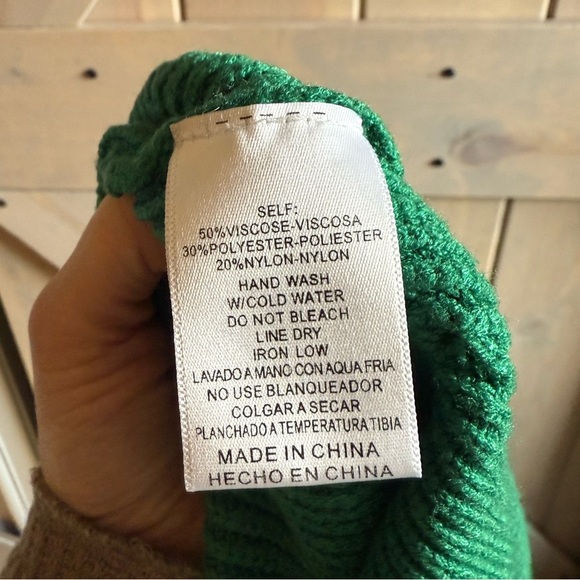 SELF:
50%VISCOSE-VISCOSA
30%POLYESTER-POLIESTER
20%NYLON-NYLON
HAND WASH
W/COLD WATER
DO NOT BLEACH
LINE DRY
IRON LOW
LAVADO A MANO CON AQUA FRIA
NO USE BLANQUEADOR
COLGAR A SECAR
PLANCHADO A TEMPERATURA TIBIA
MADE IN CHINA
HECHO EN CHINA